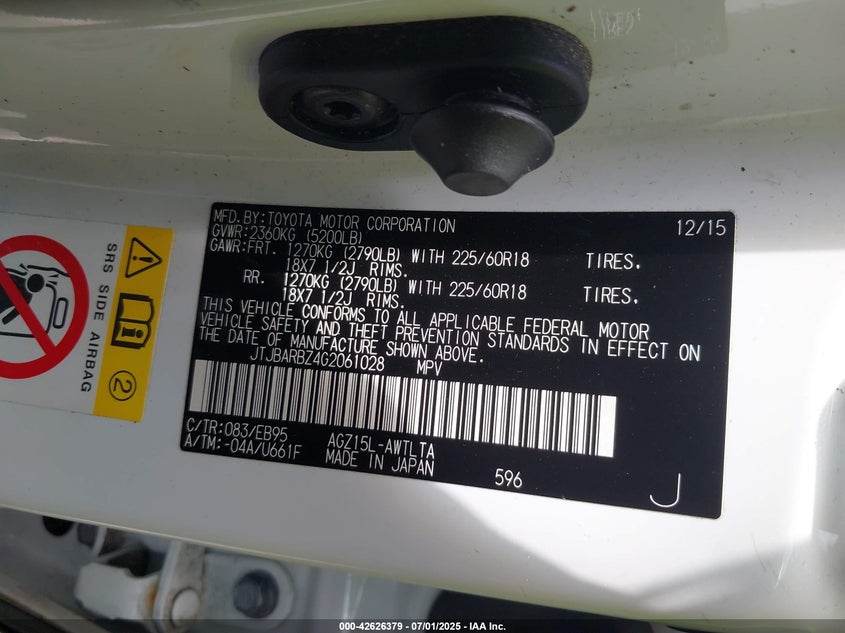 MFD.BY:TOYOTA MOTOR CORPORATION 12/15
GVWR:2360KG (5200LB)
GAWR:FRT. 1270KG (2790LB) WITH 225/60R18 TIRES.
18X7 1/2J RIMS.
RR. 1270KG (2790LB) WITH 225/60R18 TIRES.
18X7 1/2J RIMS.
THIS VEHICLE CONFORMS TO ALL APPLICABLE FEDERAL MOTOR
VEHICLE SAFETY AND THEFT PREVENTION STANDARDS IN EFFECT ON
THE DATE OF MANUFACTURE SHOWN ABOVE.
JTJBARBZ4G2061028 MPV
C/TR:083/EB95 AGZ15L-AWTLTA
A/TM:-04A/U661F MADE IN JAPAN
596 J
SRS SIDE AIRBAG
2
000-42626379 - 07/01/2025 - IAA Inc.